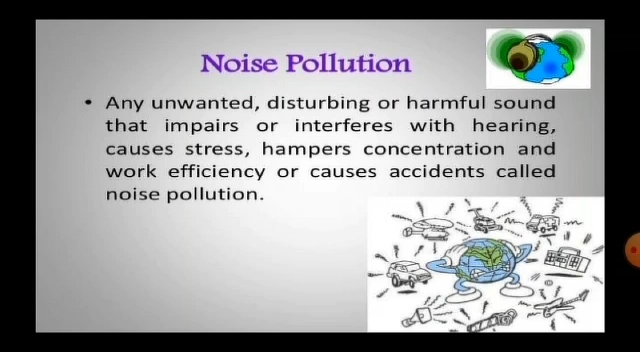 Noise Pollution
• Any unwanted, disturbing or harmful sound
that impairs or interferes with hearing,
causes stress, hampers concentration and
work efficiency or causes accidents called
noise pollution.